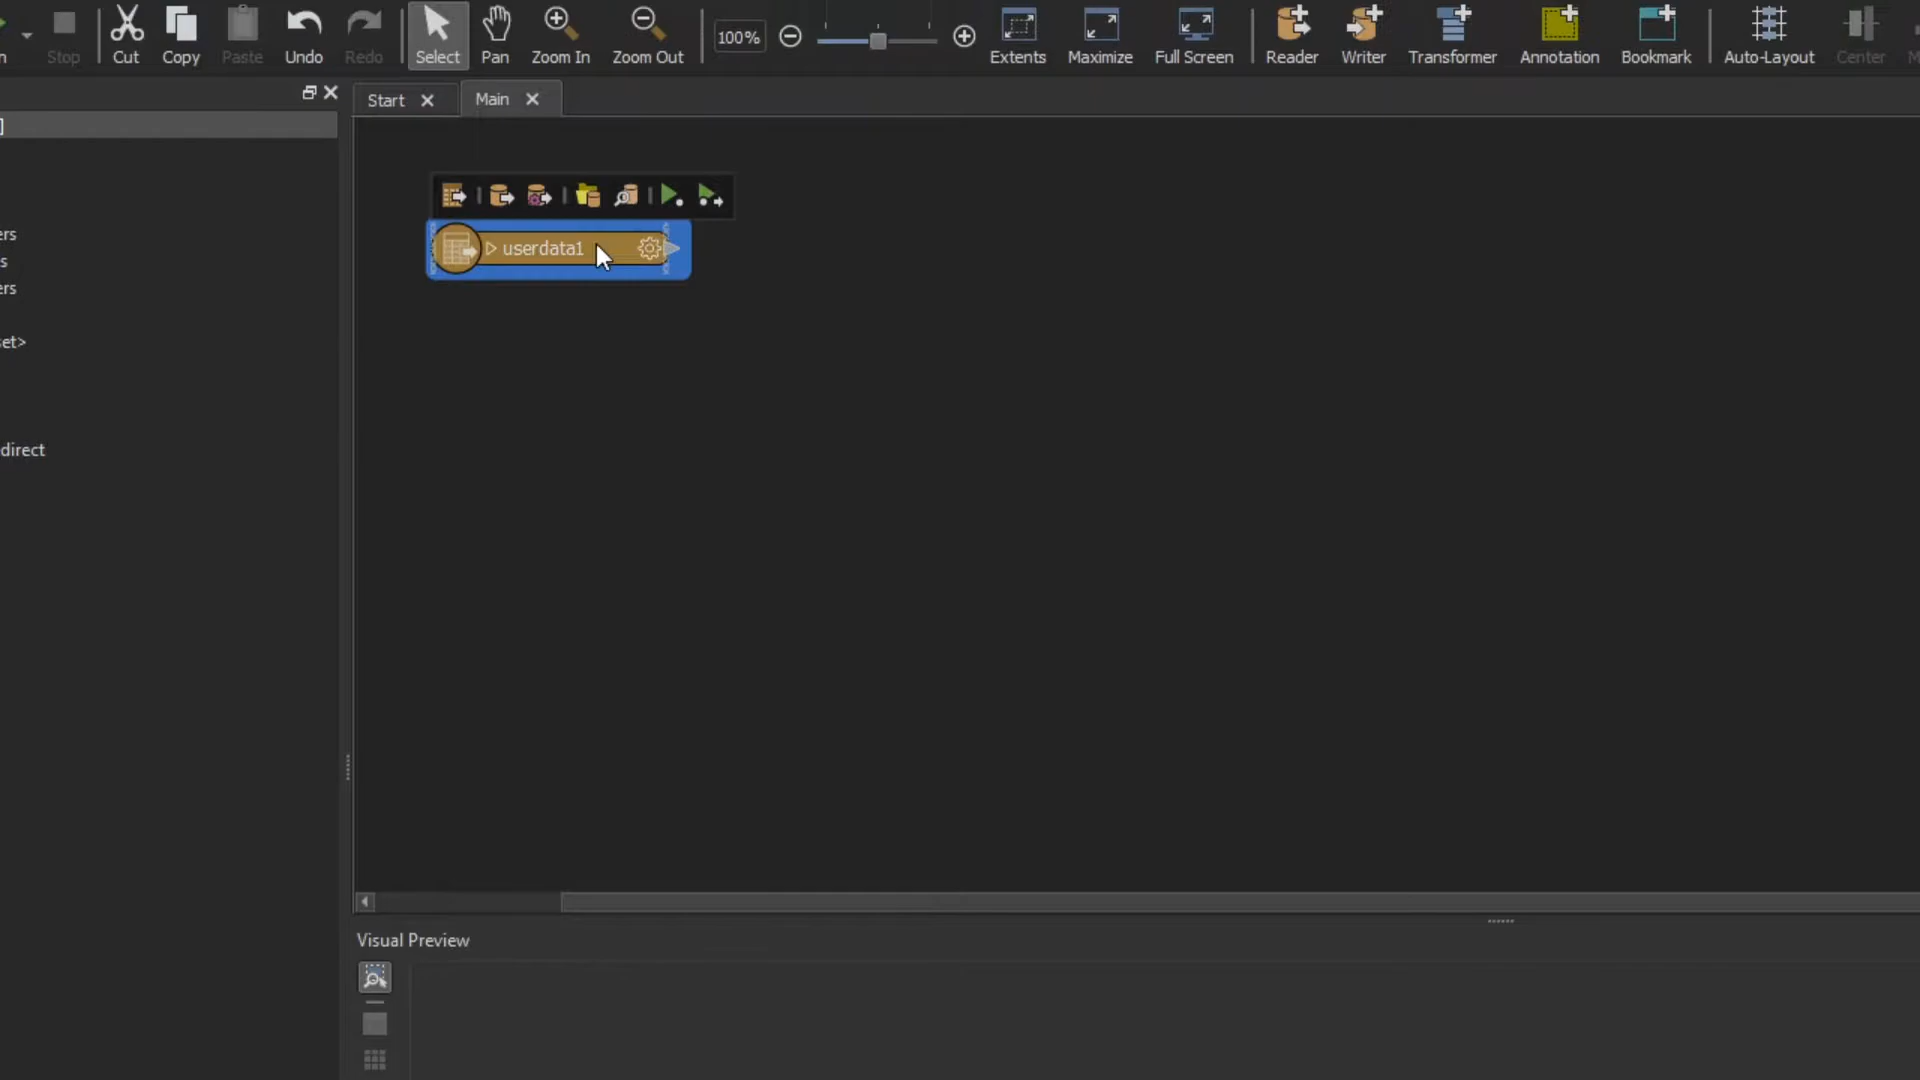 n
Stop
Cut
Copy
Paste
Undo
Redo
Select
Pan
Zoom In
Zoom Out
100%
Extents
Maximize
Full Screen
Reader
Writer
Transformer
Annotation
Bookmark
Auto-Layout
Center
M
Start
Main
]
userdata1
ers
s
ers
set>
direct
Visual Preview